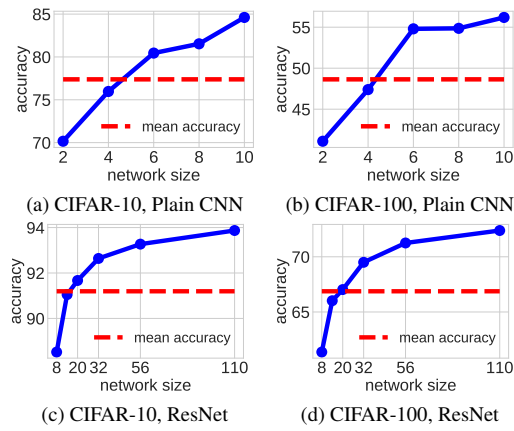 85
80
75
70
accuracy
mean accuracy
2 4 6 8 10
network size
(a) CIFAR-10, Plain CNN
55
50
45
accuracy
mean accuracy
2 4 6 8 10
network size
(b) CIFAR-100, Plain CNN
94
92
90
accuracy
mean accuracy
8 20 32 56 110
network size
(c) CIFAR-10, ResNet
70
65
accuracy
mean accuracy
8 20 32 56 110
network size
(d) CIFAR-100, ResNet